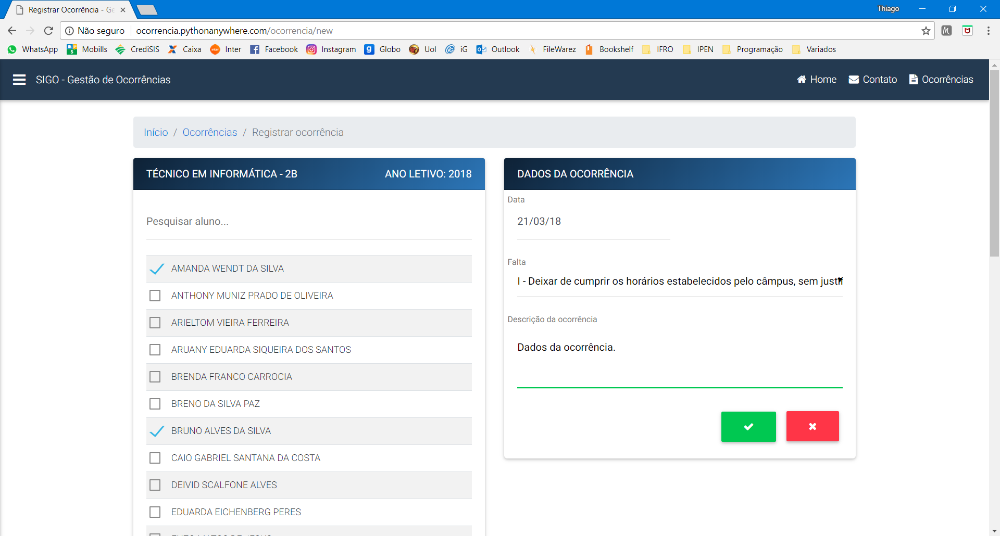 Registrar Ocorrência - Ge
Thiago
Não seguro
ocorrencia.pythonanywhere.com/ocorrencia/new
WhatsApp Mobills CrediSIS Caixa Inter Facebook Instagram Globo Uol iG Outlook FileWarez Bookshelf IFRO IPEN Programação Variados
SIGO - Gestão de Ocorrências
Home Contato Ocorrências
Início / Ocorrências / Registrar ocorrência
TÉCNICO EM INFORMÁTICA - 2B ANO LETIVO: 2018
Pesquisar aluno...
AMANDA WENDT DA SILVA
ANTHONY MUNIZ PRADO DE OLIVEIRA
ARIELTOM VIEIRA FERREIRA
ARUANY EDUARDA SIQUEIRA DOS SANTOS
BRENDA FRANCO CARROCIA
BRENO DA SILVA PAZ
BRUNO ALVES DA SILVA
CAIO GABRIEL SANTANA DA COSTA
DEIVID SCALFONE ALVES
EDUARDA EICHENBERG PERES
DADOS DA OCORRÊNCIA
Data
21/03/18
Falta
I - Deixar de cumprir os horários estabelecidos pelo câmpus, sem justi
Descrição da ocorrência
Dados da ocorrência.